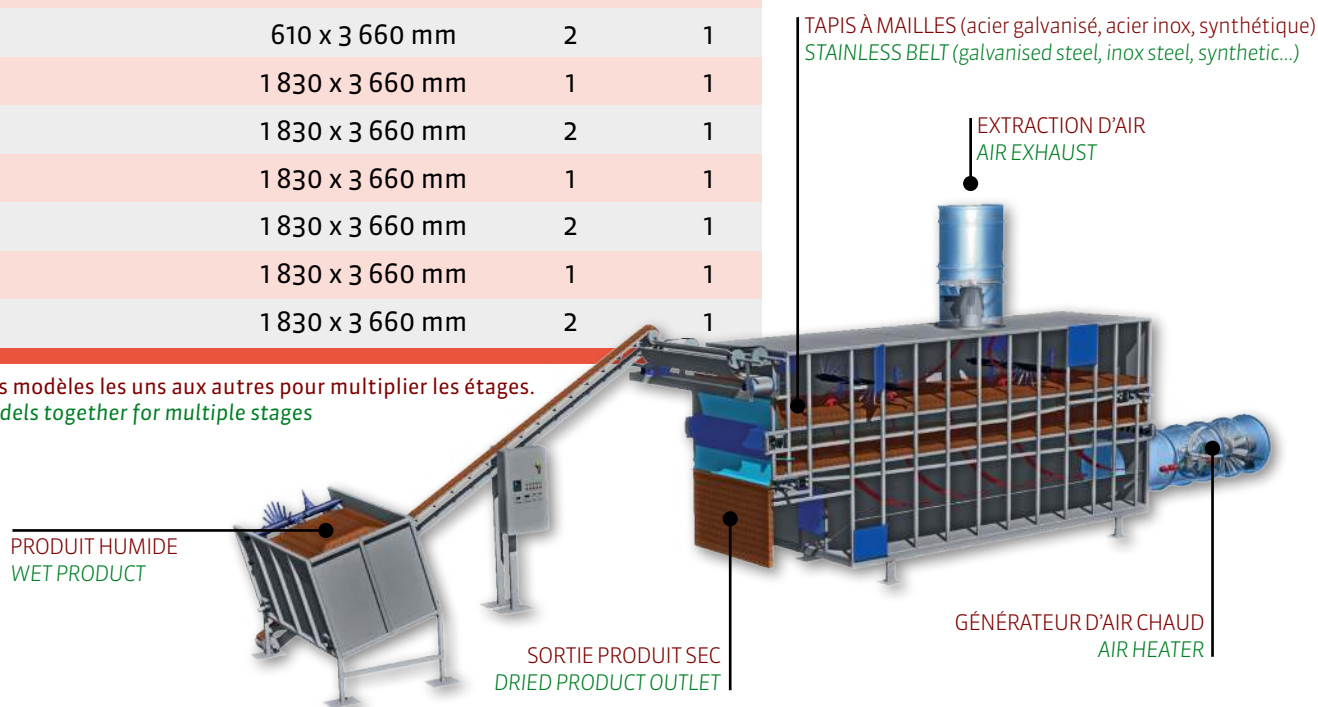 610 x 3 660 mm 2 1
1 830 x 3 660 mm 1 1
1 830 x 3 660 mm 2 1
1 830 x 3 660 mm 1 1
1 830 x 3 660 mm 2 1
1 830 x 3 660 mm 1 1
1 830 x 3 660 mm 2 1
s modèles les uns aux autres pour multiplier les étages.
dels together for multiple stages
TAPIS À MAILLES (acier galvanisé, acier inox, synthétique)
STAINLESS BELT (galvanised steel, inox steel, synthetic...)
EXTRACTION D’AIR
AIR EXHAUST
PRODUIT HUMIDE
WET PRODUCT
SORTIE PRODUIT SEC
DRIED PRODUCT OUTLET
GÉNÉRATEUR D’AIR CHAUD
AIR HEATER